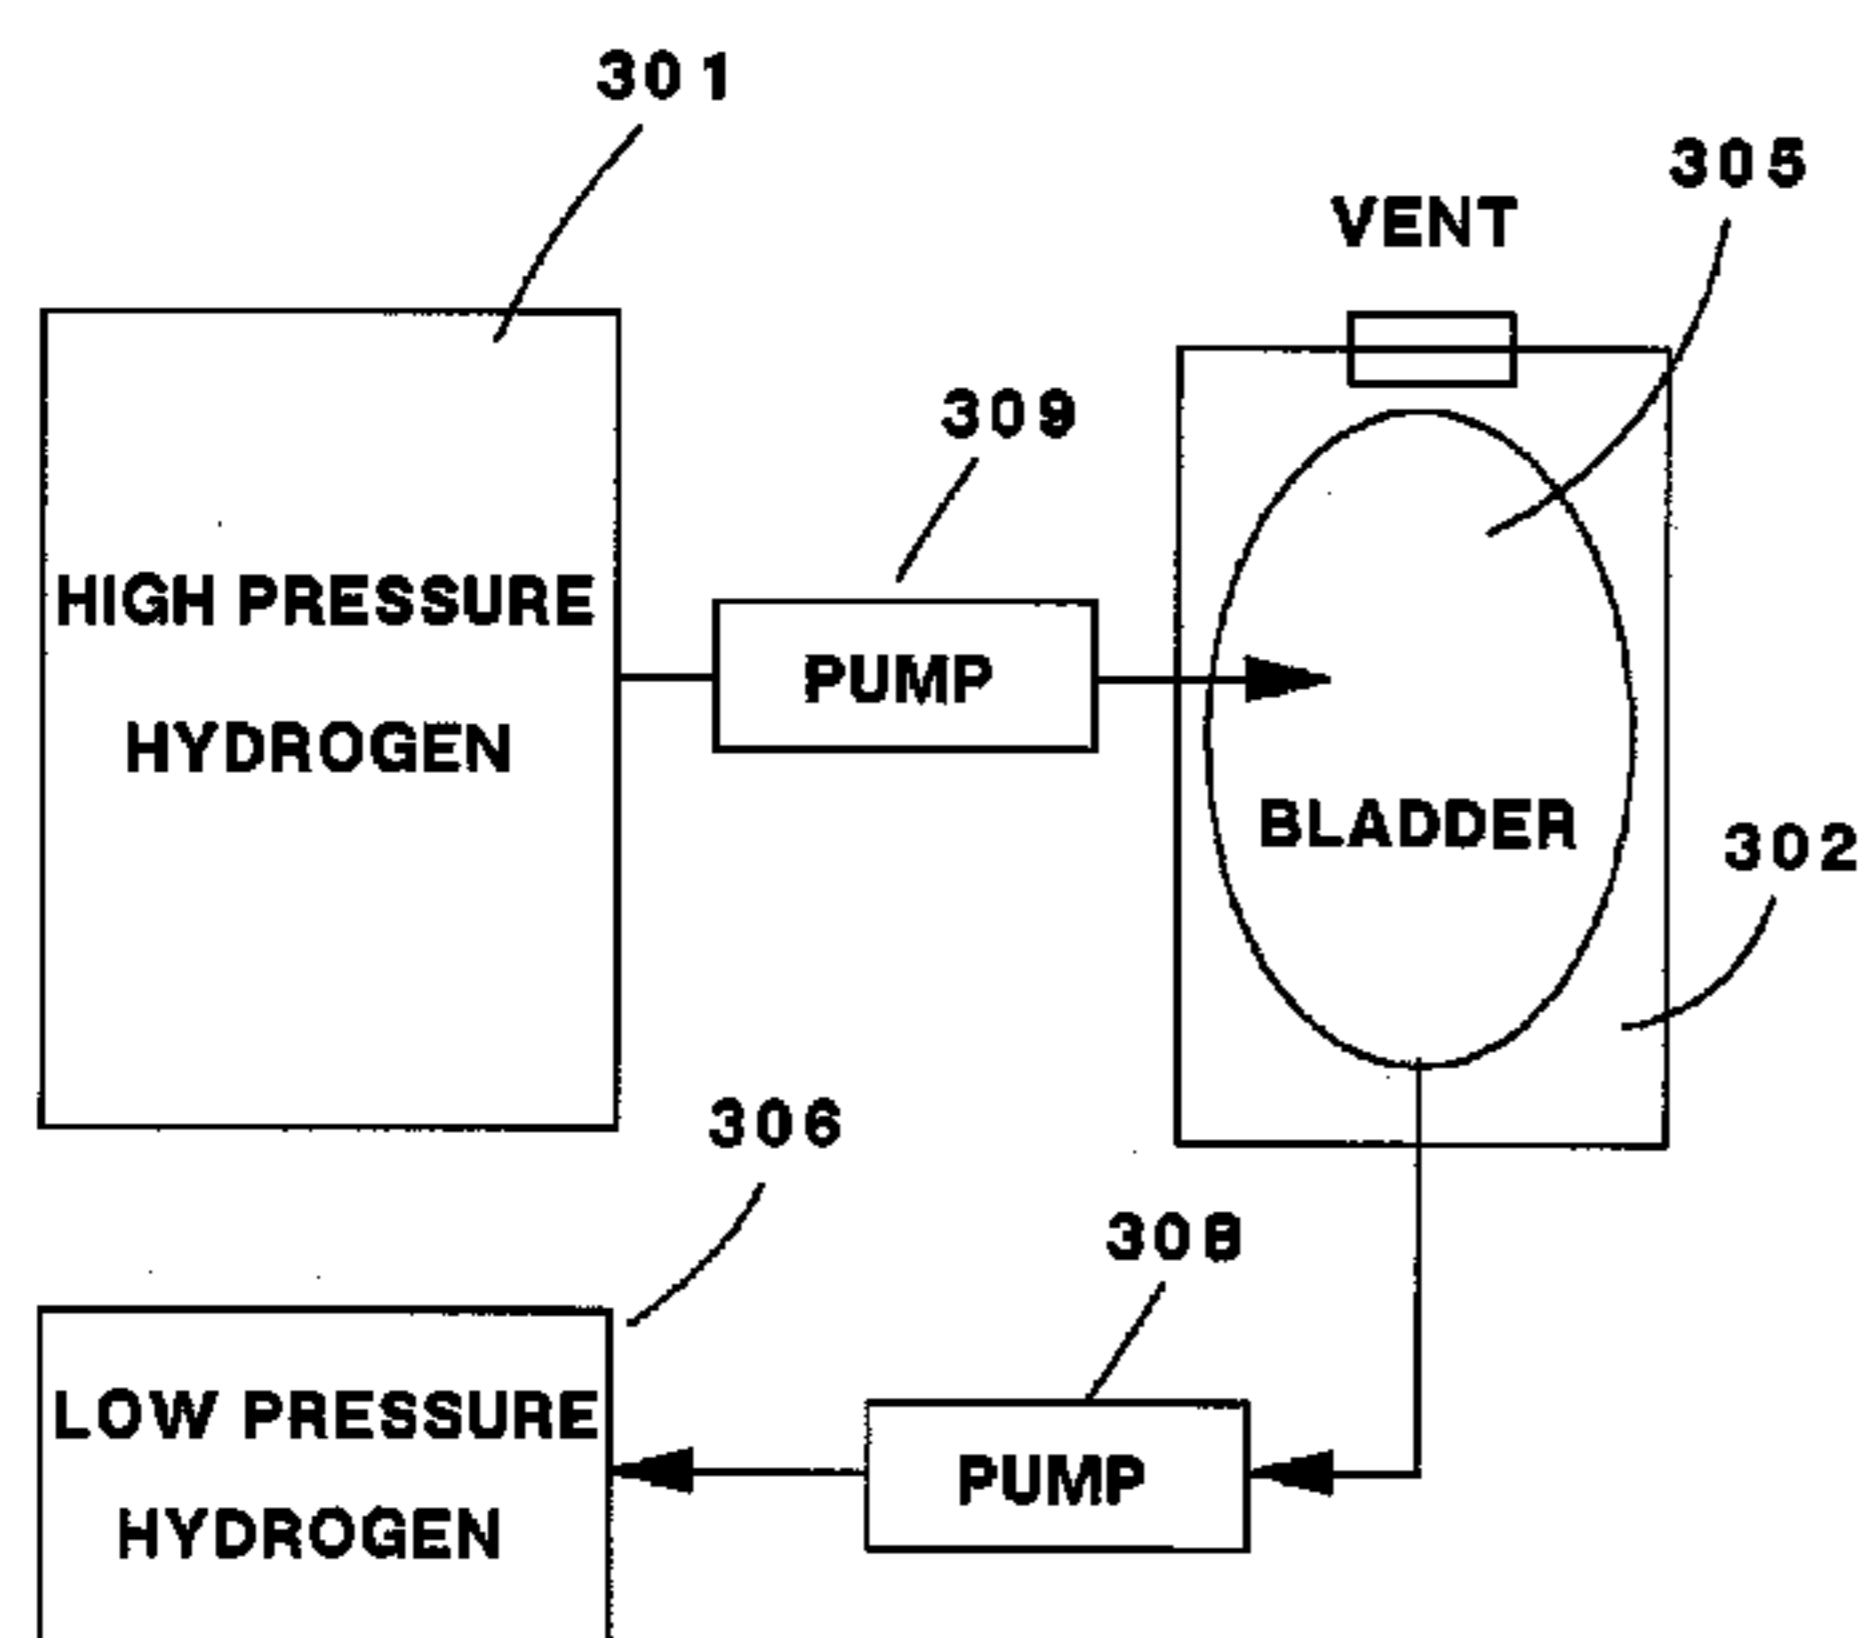 301
305
VENT
309
HIGH PRESSURE
HYDROGEN
PUMP
BLADDER
302
306
308
LOW PRESSURE
HYDROGEN
PUMP